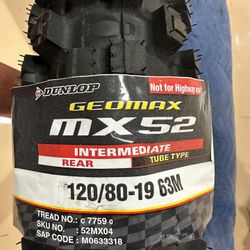 DUNLOP
Not for Highway use
GEOMAX
MX52
INTERMEDIATE
REAR TUBE TYPE
120/80-19 63M
TREAD NO.: c 7759 0
SKU NO. : 52MX04
SAP CODE : M0633318